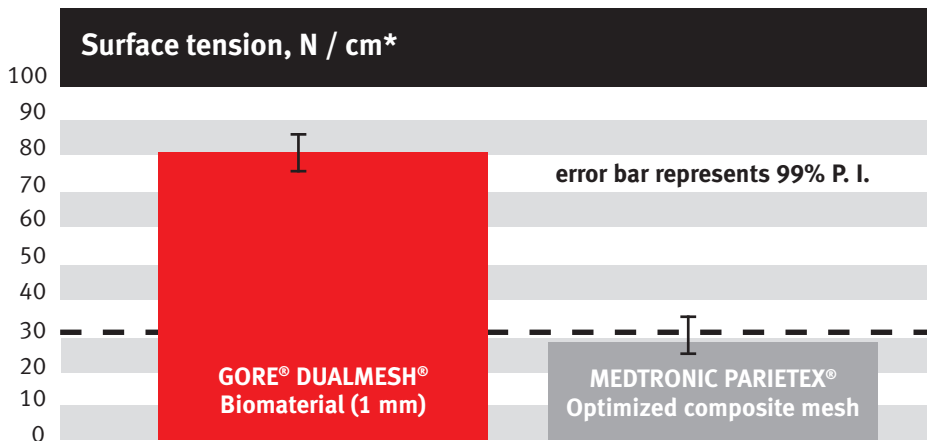 Surface tension, N / cm*
100
90
80
70
60
50
40
30
20
10
0
error bar represents 99% P. I.
GORE® DUALMESH®
Biomaterial (1 mm)
MEDTRONIC PARIETEX®
Optimized composite mesh